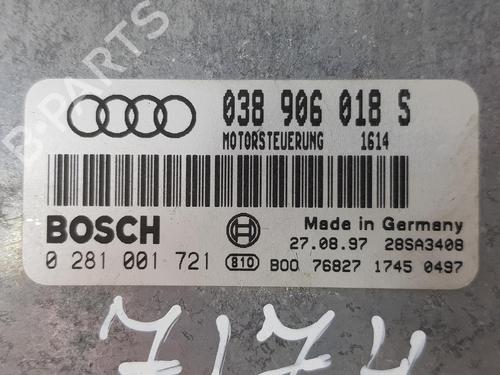 B-PARTS
038 906 018 S
MOTORSTEUERUNG 1614
BOSCH
Made in Germany
27.08.97 28SA3408
0 281 001 721 810 B00 76827 1745 0497
7174